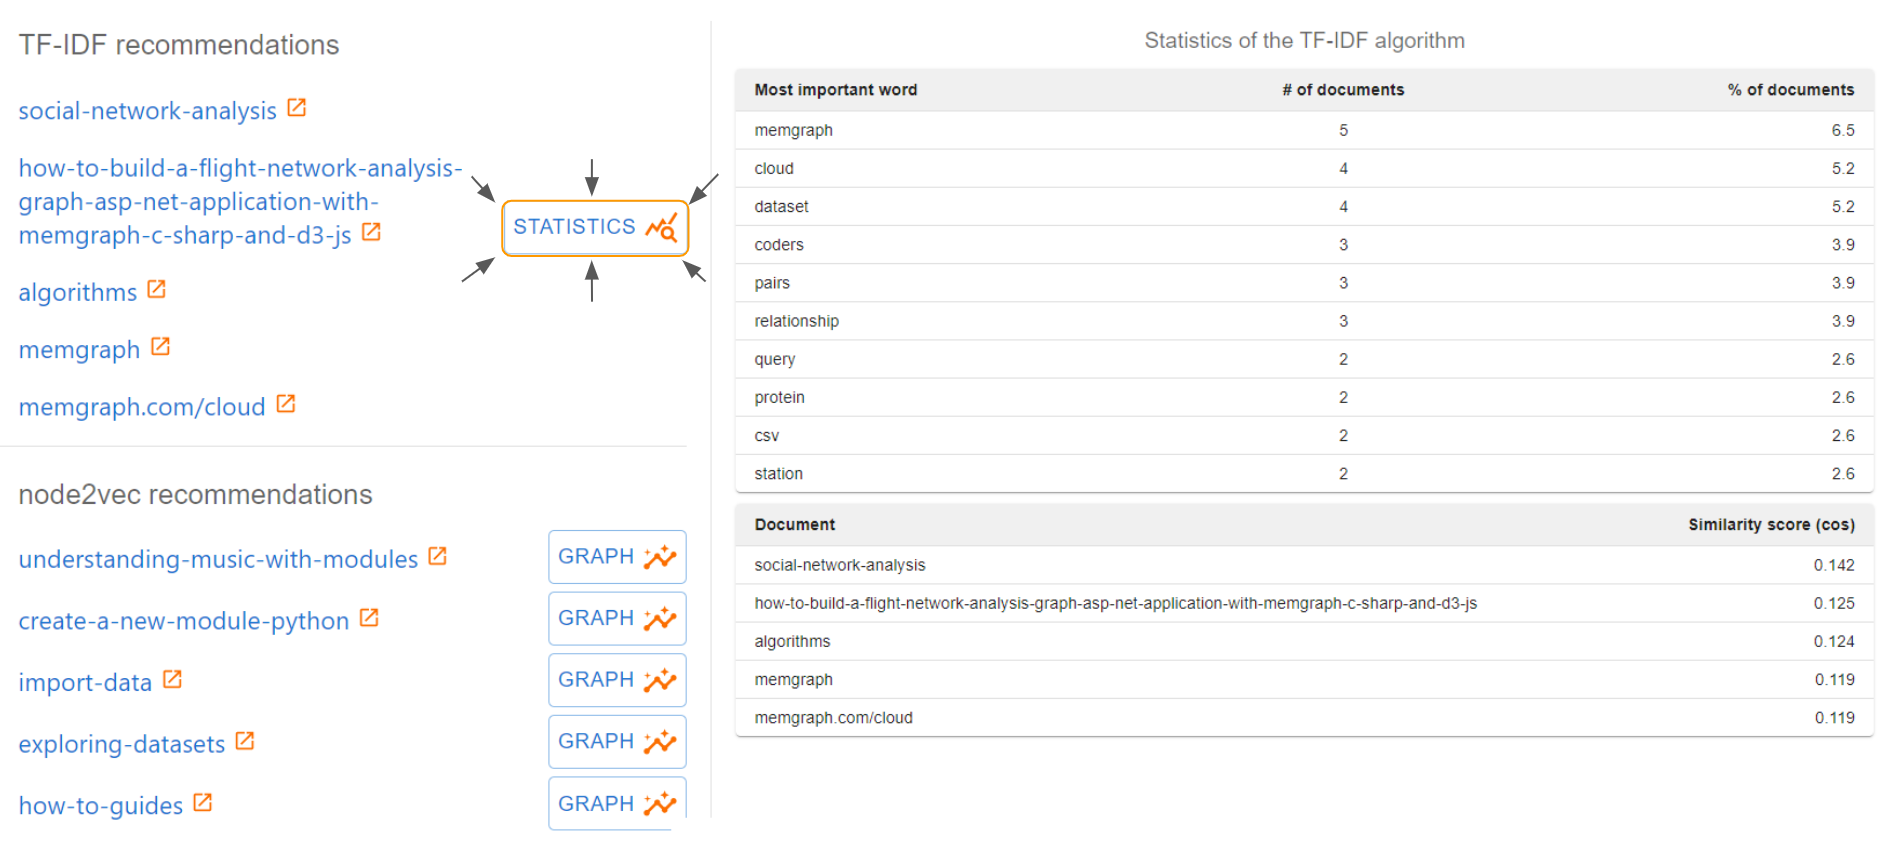 TF-IDF recommendations
social-network-analysis
how-to-build-a-flight-network-analysis-
graph-asp-net-application-with-
memgraph-c-sharp-and-d3-js
STATISTICS
algorithms
memgraph
memgraph.com/cloud
node2vec recommendations
understanding-music-with-modules GRAPH
create-a-new-module-python GRAPH
import-data GRAPH
exploring-datasets GRAPH
how-to-guides GRAPH
Statistics of the TF-IDF algorithm
Most important word # of documents % of documents
memgraph 5 6.5
cloud 4 5.2
dataset 4 5.2
coders 3 3.9
pairs 3 3.9
relationship 3 3.9
query 2 2.6
protein 2 2.6
csv 2 2.6
station 2 2.6
Document Similarity score (cos)
social-network-analysis 0.142
how-to-build-a-flight-network-analysis-graph-asp-net-application-with-memgraph-c-sharp-and-d3-js 0.125
algorithms 0.124
memgraph 0.119
memgraph.com/cloud 0.119